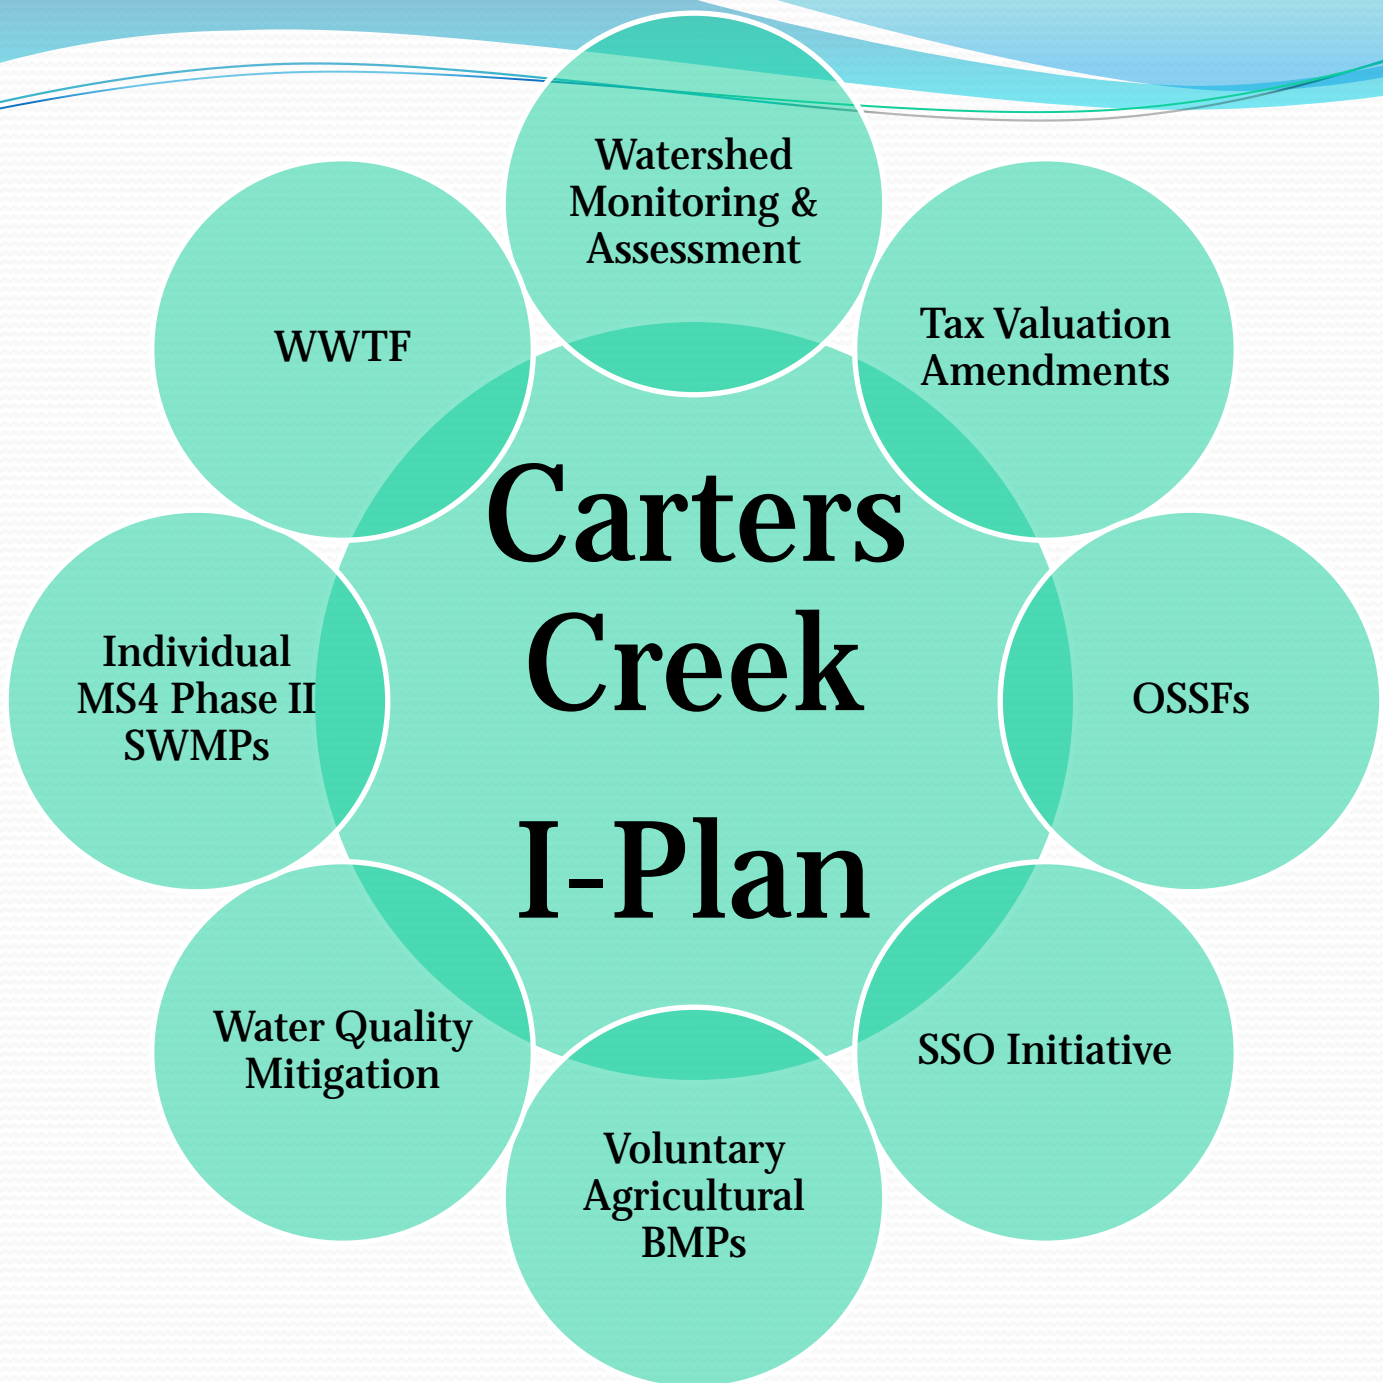 Watershed
Monitoring &
Assessment
Tax Valuation
Amendments
OSSFs
SSO Initiative
Voluntary
Agricultural
BMPs
Water Quality
Mitigation
Individual
MS4 Phase II
SWMPs
WWTF
Carters
Creek
I-Plan